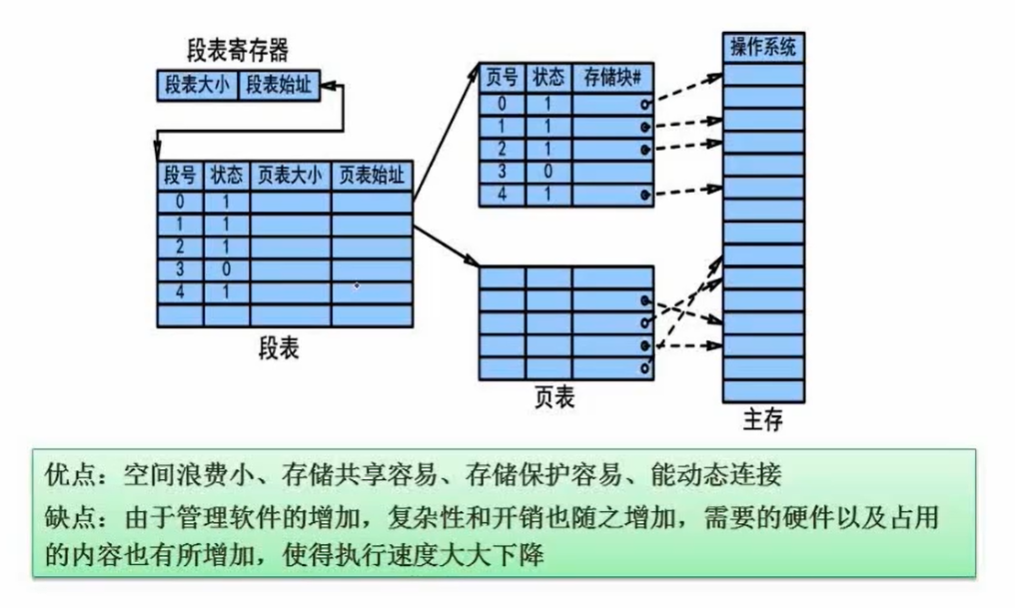 段表寄存器
段表大小 段表始址
段号 状态 页表大小 页表始址
0 1
1 1
2 1
3 0
4 1
段表
页号 状态 存储块#
0 1
1 1
2 1
3 0
4 1
页表
操作系统
主存
优点：空间浪费小、存储共享容易、存储保护容易、能动态连接
缺点：由于管理软件的增加，复杂性和开销也随之增加，需要的硬件以及占用
的内容也有所增加，使得执行速度大大下降